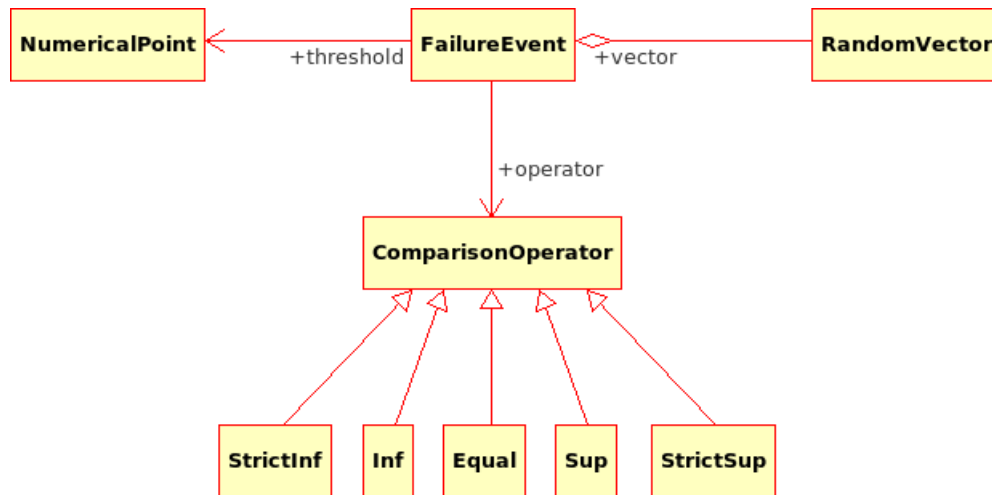 NumericalPoint
FailureEvent
RandomVector
+threshold
+vector
+operator
ComparisonOperator
StrictInf
Inf
Equal
Sup
StrictSup